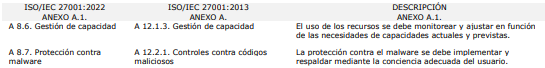 ISO/IEC 27001:2022 ISO/IEC 27001:2013 DESCRIPCIÓN
ANEXO A.1. ANEXO A. ANEXO A.1.
A 8.6. Gestión de capacidad A 12.1.3. Gestión de capacidad El uso de los recursos se debe monitorear y ajustar en función
de las necesidades de capacidades actuales y previstas.
A 8.7. Protección contra A 12.2.1. Controles contra códigos La protección contra el malware se debe implementar y
malware maliciosos respaldar mediante la conciencia adecuada del usuario.